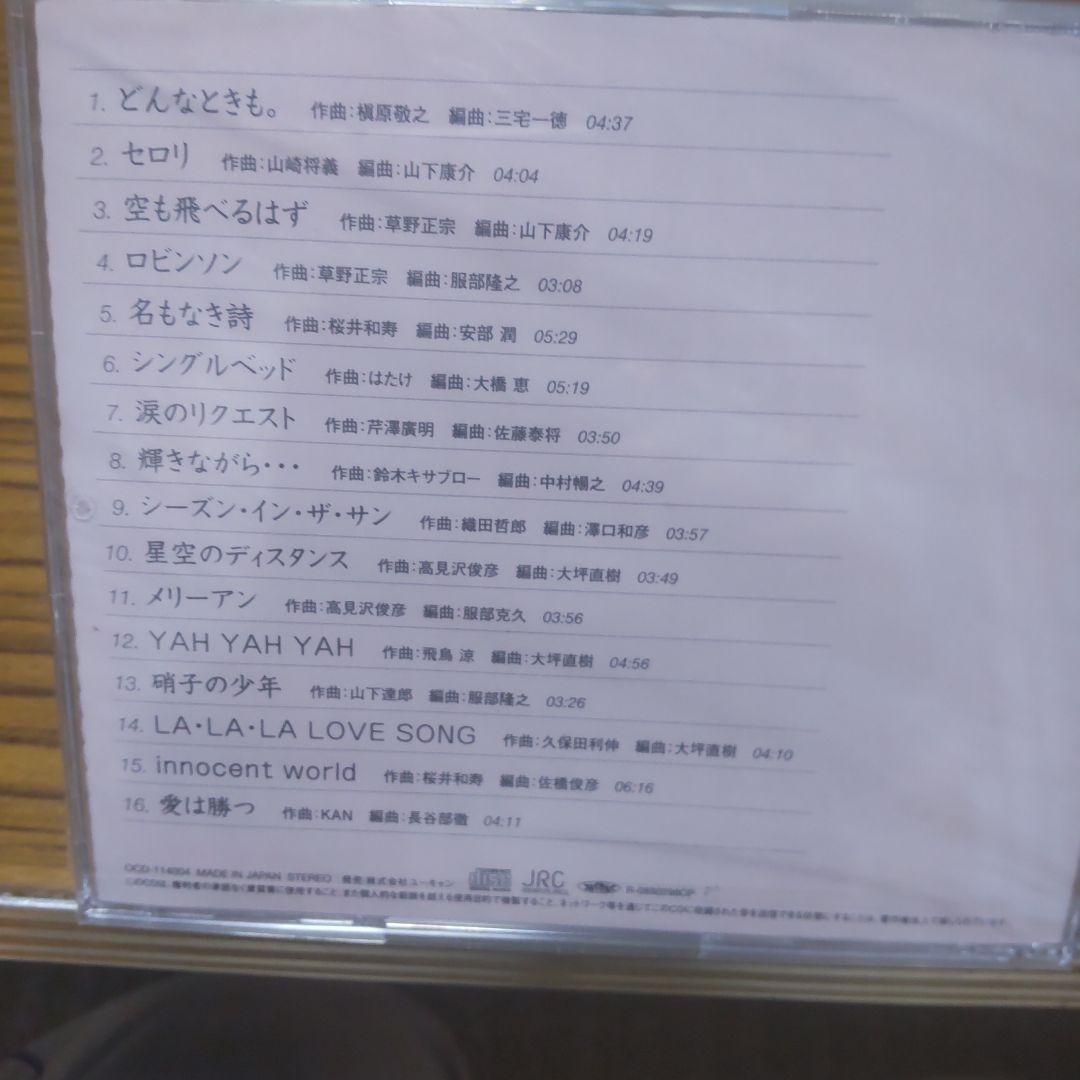 1. どんなときも。 作曲:槇原敬之 編曲:三宅一徳 04:37
2. セロリ 作曲:山崎将義 編曲:山下康介 04:04
3. 空も飛べるはず 作曲:草野正宗 編曲:山下康介 04:19
4. ロビンソン 作曲:草野正宗 編曲:服部隆之 03:08
5. 名もなき詩 作曲:桜井和寿 編曲:安部 潤 05:29
6. シングルベッド 作曲:はたけ 編曲:大橋 恵 05:19
7. 涙のリクエスト 作曲:芹澤廣明 編曲:佐藤泰将 03:50
8. 輝きながら・・・ 作曲:鈴木キサブロー 編曲:中村暢之 04:39
9. シーズン・イン・ザ・サン 作曲:織田哲郎 編曲:澤口和彦 03:57
10. 星空のディスタンス 作曲:高見沢俊彦 編曲:大坪直樹 03:49
11. メリーアン 作曲:高見沢俊彦 編曲:服部克久 03:56
12. YAH YAH YAH 作曲:飛鳥 涼 編曲:大坪直樹 04:56
13. 硝子の少年 作曲:山下達郎 編曲:服部隆之 03:26
14. LA・LA・LA LOVE SONG 作曲:久保田利伸 編曲:大坪直樹 04:10
15. innocent world 作曲:桜井和寿 編曲:佐橋俊彦 06:16
16. 愛は勝つ 作曲:KAN 編曲:長谷部徹 04:11
OCD-114004 MADE IN JAPAN STEREO 発売:株式会社ユーキャン disc JRC